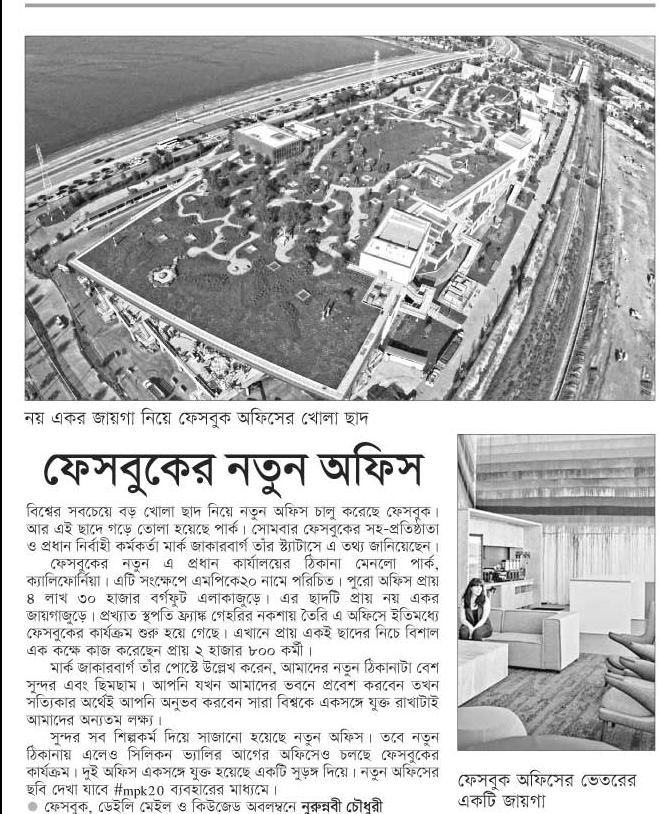 নয় একর জায়গা নিয়ে ফেসবুক অফিসের খোলা ছাদ
ফেসবুকের নতুন অফিস
বিশ্বের সবচেয়ে বড় খোলা ছাদ নিয়ে নতুন অফিস চালু করেছে ফেসবুক।
আর এই ছাদে গড়ে তোলা হয়েছে পার্ক। সোমবার ফেসবুকের সহ-প্রতিষ্ঠাতা
ও প্রধান নির্বাহী কর্মকর্তা মার্ক জাকারবার্গ তাঁর স্ট্যাটাসে এ তথ্য জানিয়েছেন।
ফেসবুকের নতুন এ প্রধান কার্যালয়ের ঠিকানা মেনলো পার্ক,
ক্যালিফোর্নিয়া। এটি সংক্ষেপে এমপিকে২০ নামে পরিচিত। পুরো অফিস প্রায়
৪ লাখ ৩০ হাজার বর্গফুট এলাকাজুড়ে। এর ছাদটি প্রায় নয় একর
জায়গাজুড়ে। প্রখ্যাত স্থপতি ফ্র্যাঙ্ক গেহরির নকশায় তৈরি এ অফিসে ইতিমধ্যে
ফেসবুকের কার্যক্রম শুরু হয়ে গেছে। এখানে প্রায় একই ছাদের নিচে বিশাল
এক কক্ষে কাজ করেছেন প্রায় ২ হাজার ৮০০ কর্মী।
মার্ক জাকারবার্গ তাঁর পোস্টে উল্লেখ করেন, আমাদের নতুন ঠিকানাটা বেশ
সুন্দর এবং ছিমছাম। আপনি যখন আমাদের ভবনে প্রবেশ করবেন তখন
সত্যিকার অর্থেই আপনি অনুভব করবেন সারা বিশ্বকে একসঙ্গে যুক্ত রাখাটাই
আমাদের অন্যতম লক্ষ্য।
সুন্দর সব শিল্পকর্ম দিয়ে সাজানো হয়েছে নতুন অফিস। তবে নতুন
ঠিকানায় এলেও সিলিকন ভ্যালির আগের অফিসেও চলছে ফেসবুকের
কার্যক্রম। দুই অফিস একসঙ্গে যুক্ত হয়েছে একটি সুড়ঙ্গ দিয়ে। নতুন অফিসের
ছবি দেখা যাবে #mpk20 ব্যবহারের মাধ্যমে।
● ফেসবুক, ডেইলি মেইল ও কিউজেড অবলম্বনে নুরুন্নবী চৌধুরী
ফেসবুক অফিসের ভেতরের
একটি জায়গা